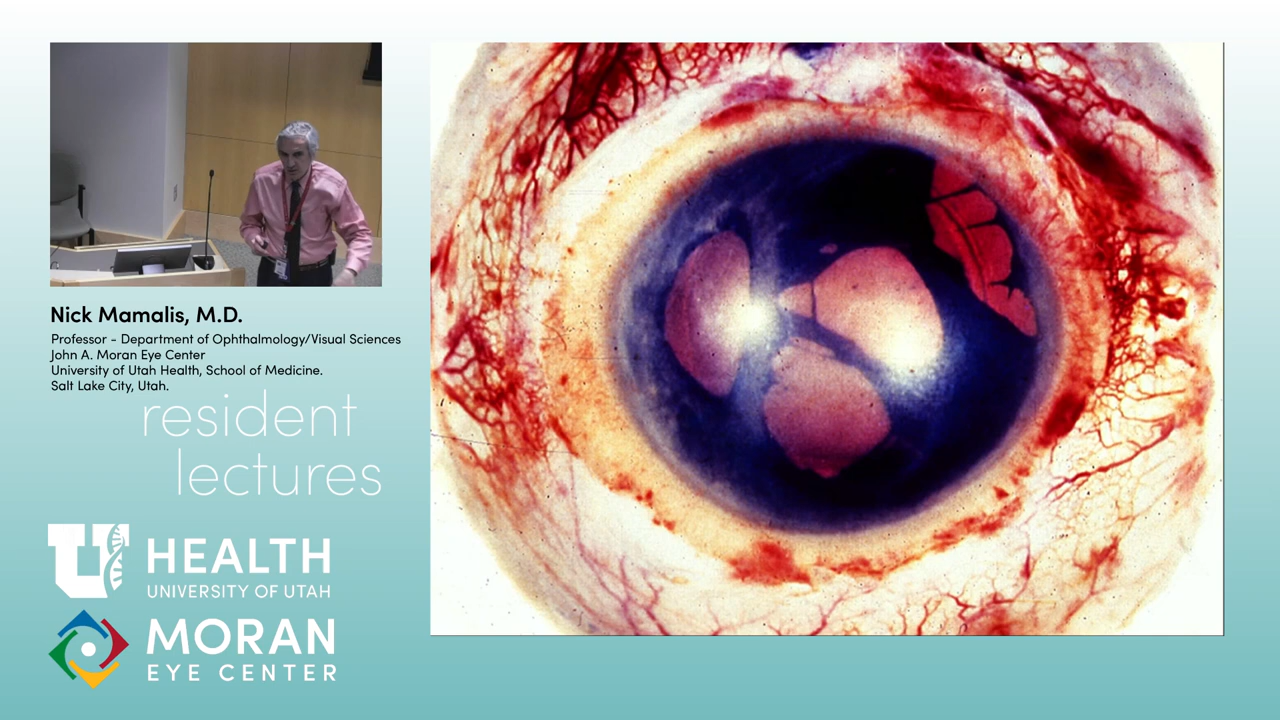 Nick Mamalis, M.D.
Professor - Department of Ophthalmology/Visual Sciences
John A. Moran Eye Center
University of Utah Health, School of Medicine.
Salt Lake City, Utah.
resident
lectures
U HEALTH
UNIVERSITY OF UTAH
MORAN
EYE CENTER